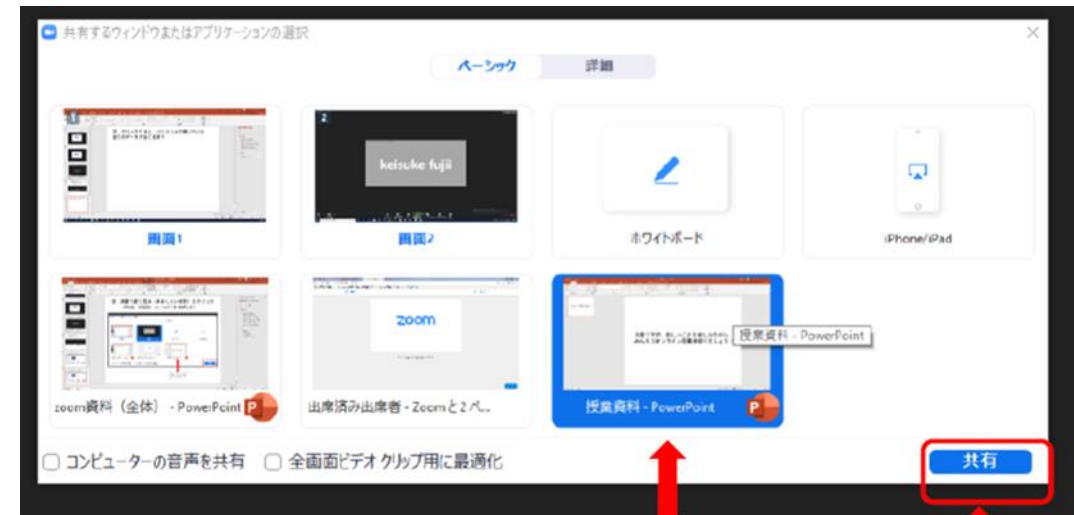 共有するウィンドウまたはアプリケーションの選択
ベーシック
詳細
1
2
keisuke fujii
画面1
画面2
ホワイトボード
iPhone/iPad
zoom
授業資料 - PowerPoint
zoom資料（全体） - PowerPoint
出席済み出席者 - Zoomと2ペ...
授業資料 - PowerPoint
コンピューターの音声を共有
全画面ビデオ クリップ用に最適化
共有